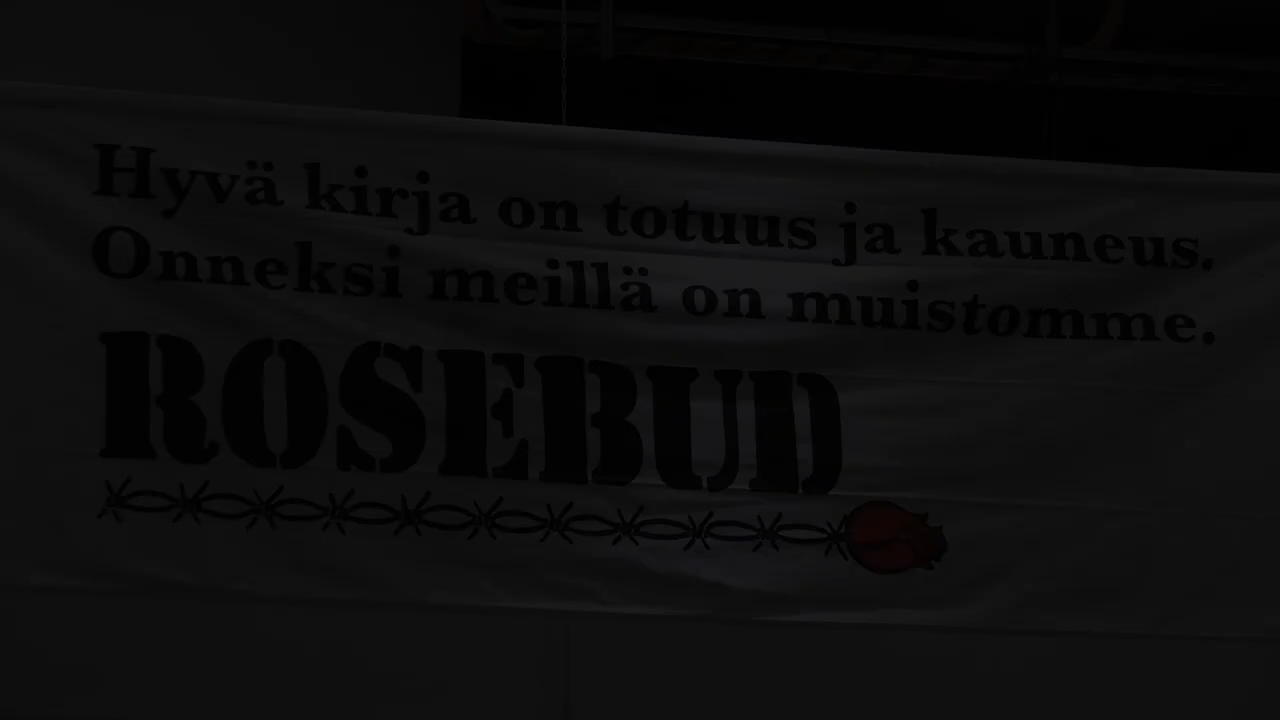 Hyvä kirja on totuus ja kauneus.
Onneksi meillä on muistomme.
ROSEBUD